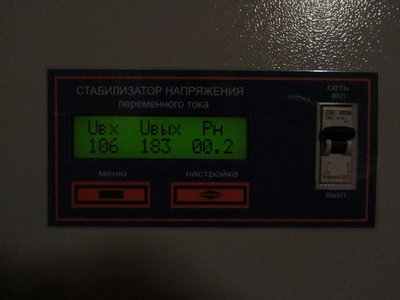 СТАБИЛИЗАТОР НАПРЯЖЕНИЯ
переменного тока
сеть
вкл
Uвх Uвых Рн
106 183 00.2
меню настройка
выкл